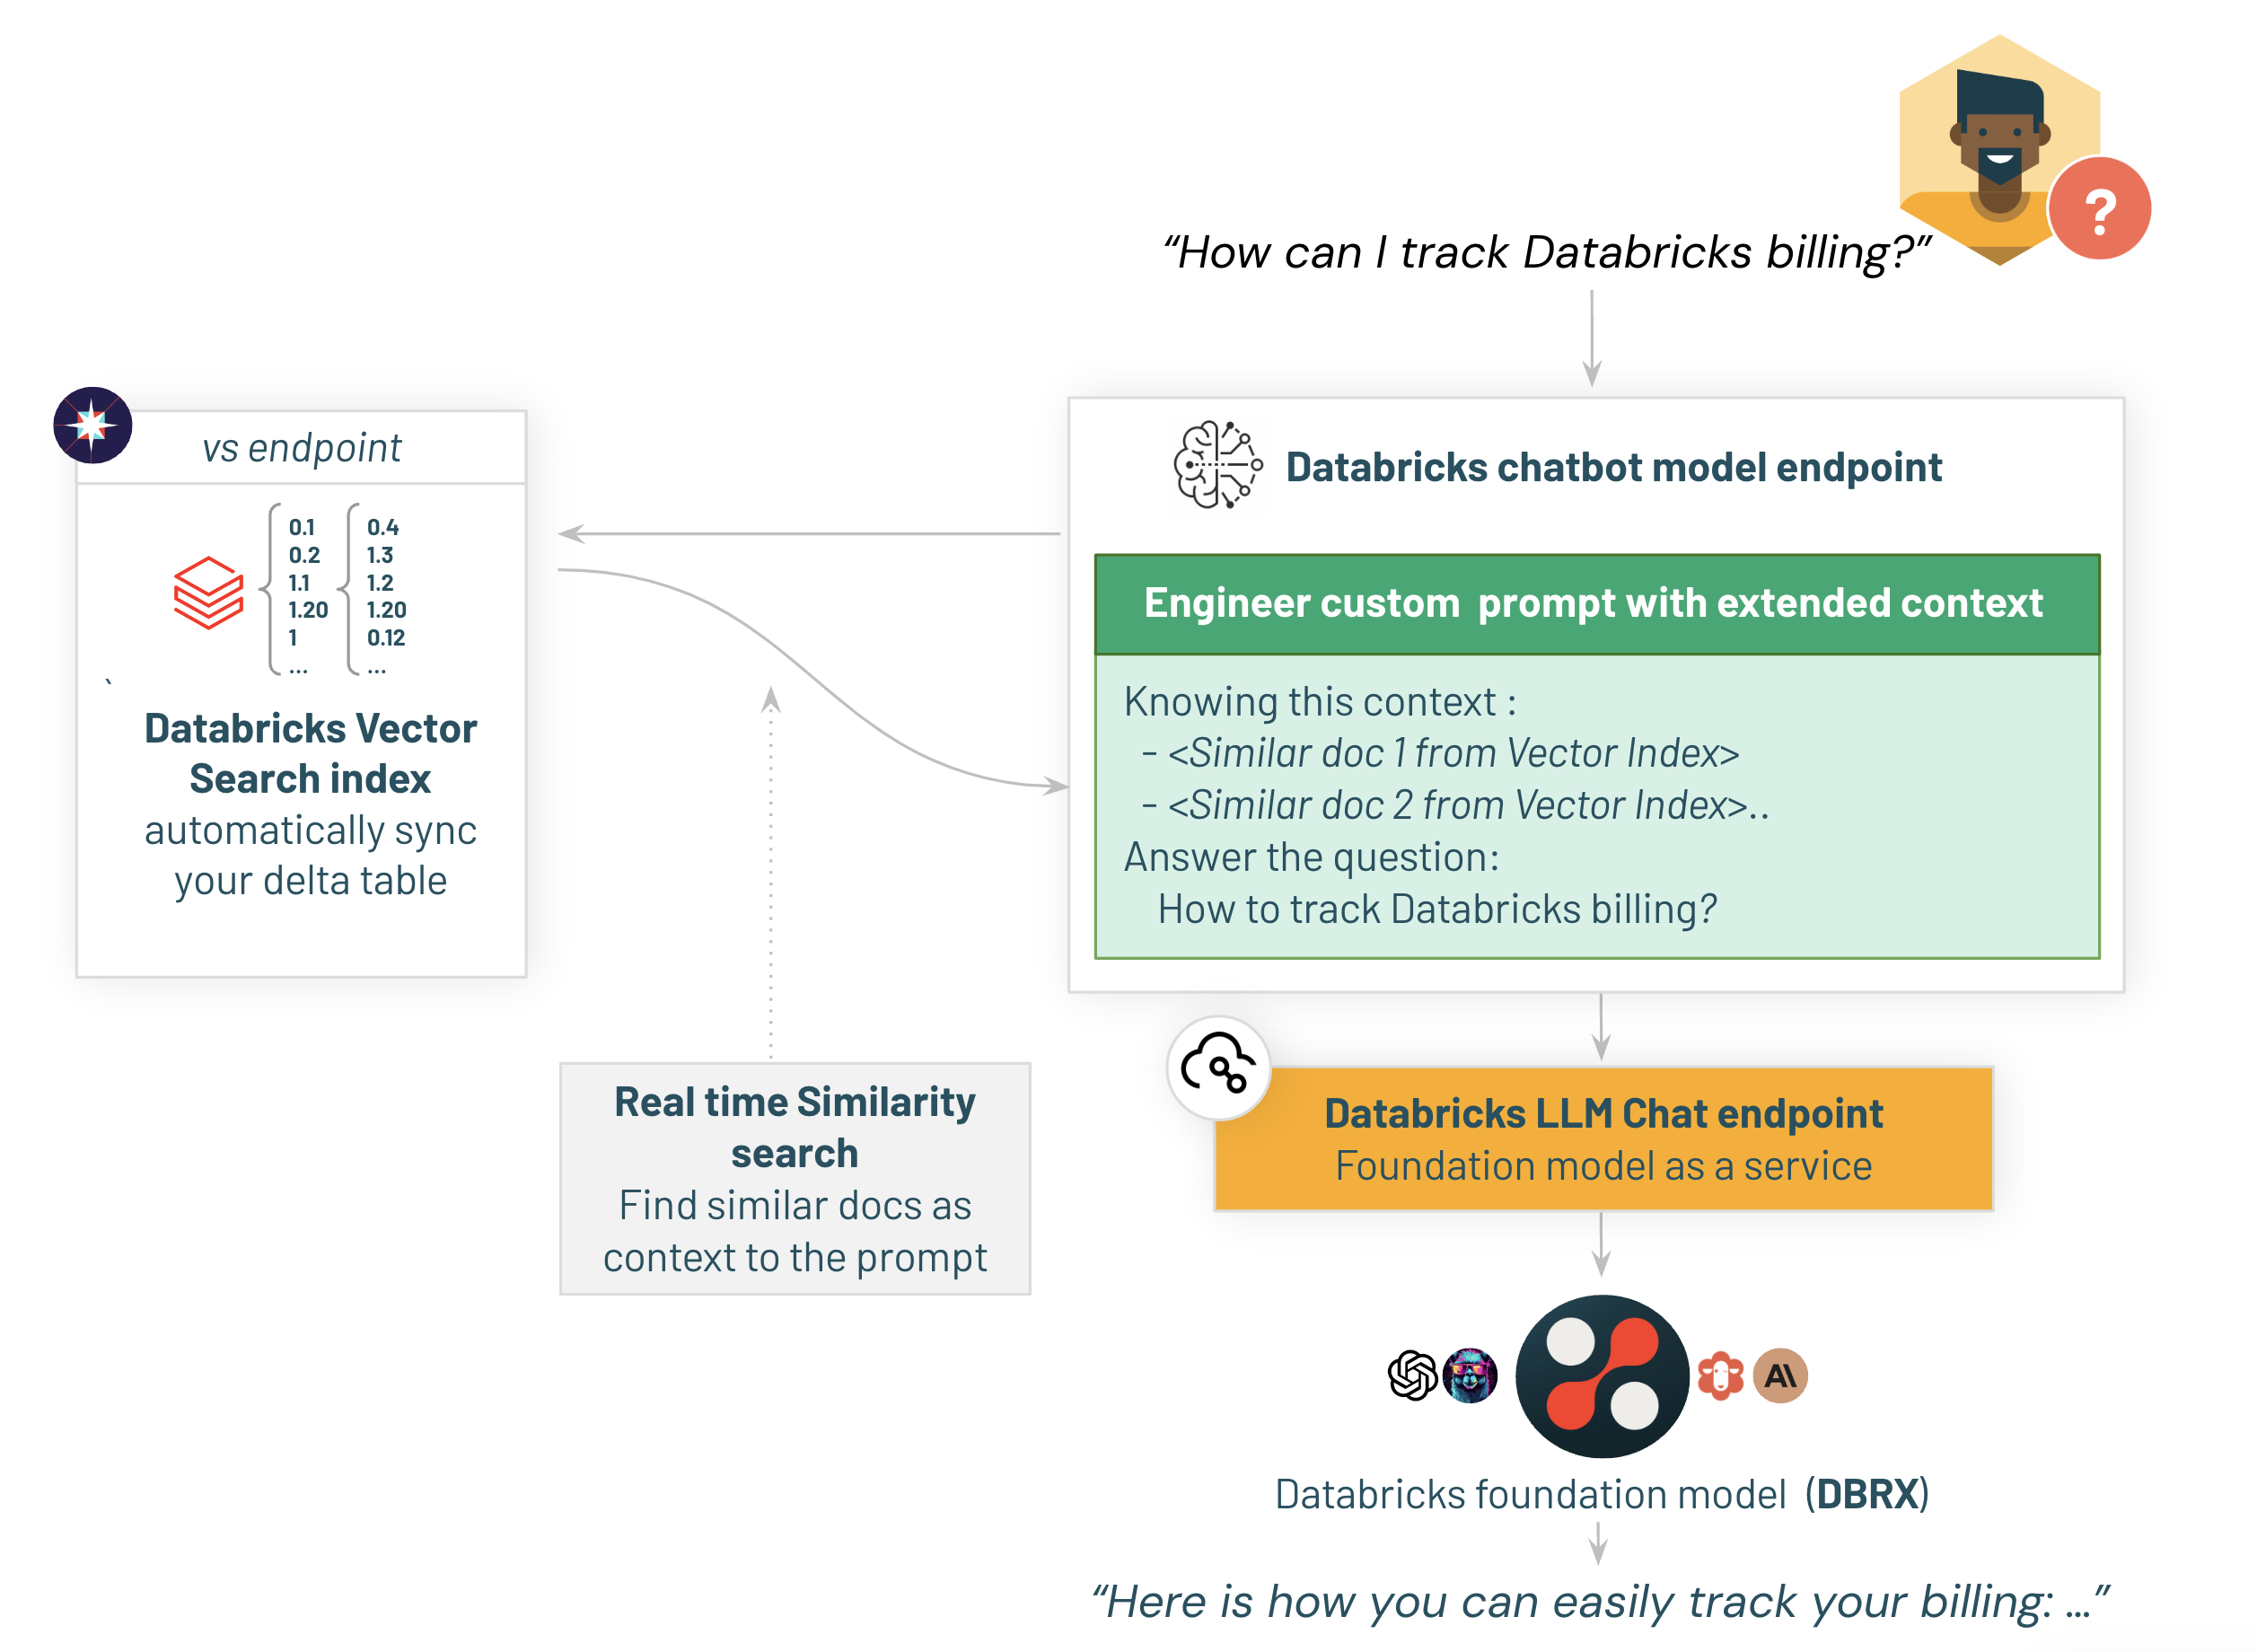 “How can I track Databricks billing?”
?
vs endpoint
0.1
0.2
1.1
1.20
1
...
0.4
1.3
1.2
1.20
0.12
...
`
Databricks Vector
Search index
automatically sync
your delta table
Databricks chatbot model endpoint
Engineer custom  prompt with extended context
Knowing this context :
- <Similar doc 1 from Vector Index>
- <Similar doc 2 from Vector Index>..
Answer the question:
How to track Databricks billing?
Real time Similarity
search
Find similar docs as
context to the prompt
Databricks LLM Chat endpoint
Foundation model as a service
A\
Databricks foundation model  (DBRX)
“Here is how you can easily track your billing: ...”